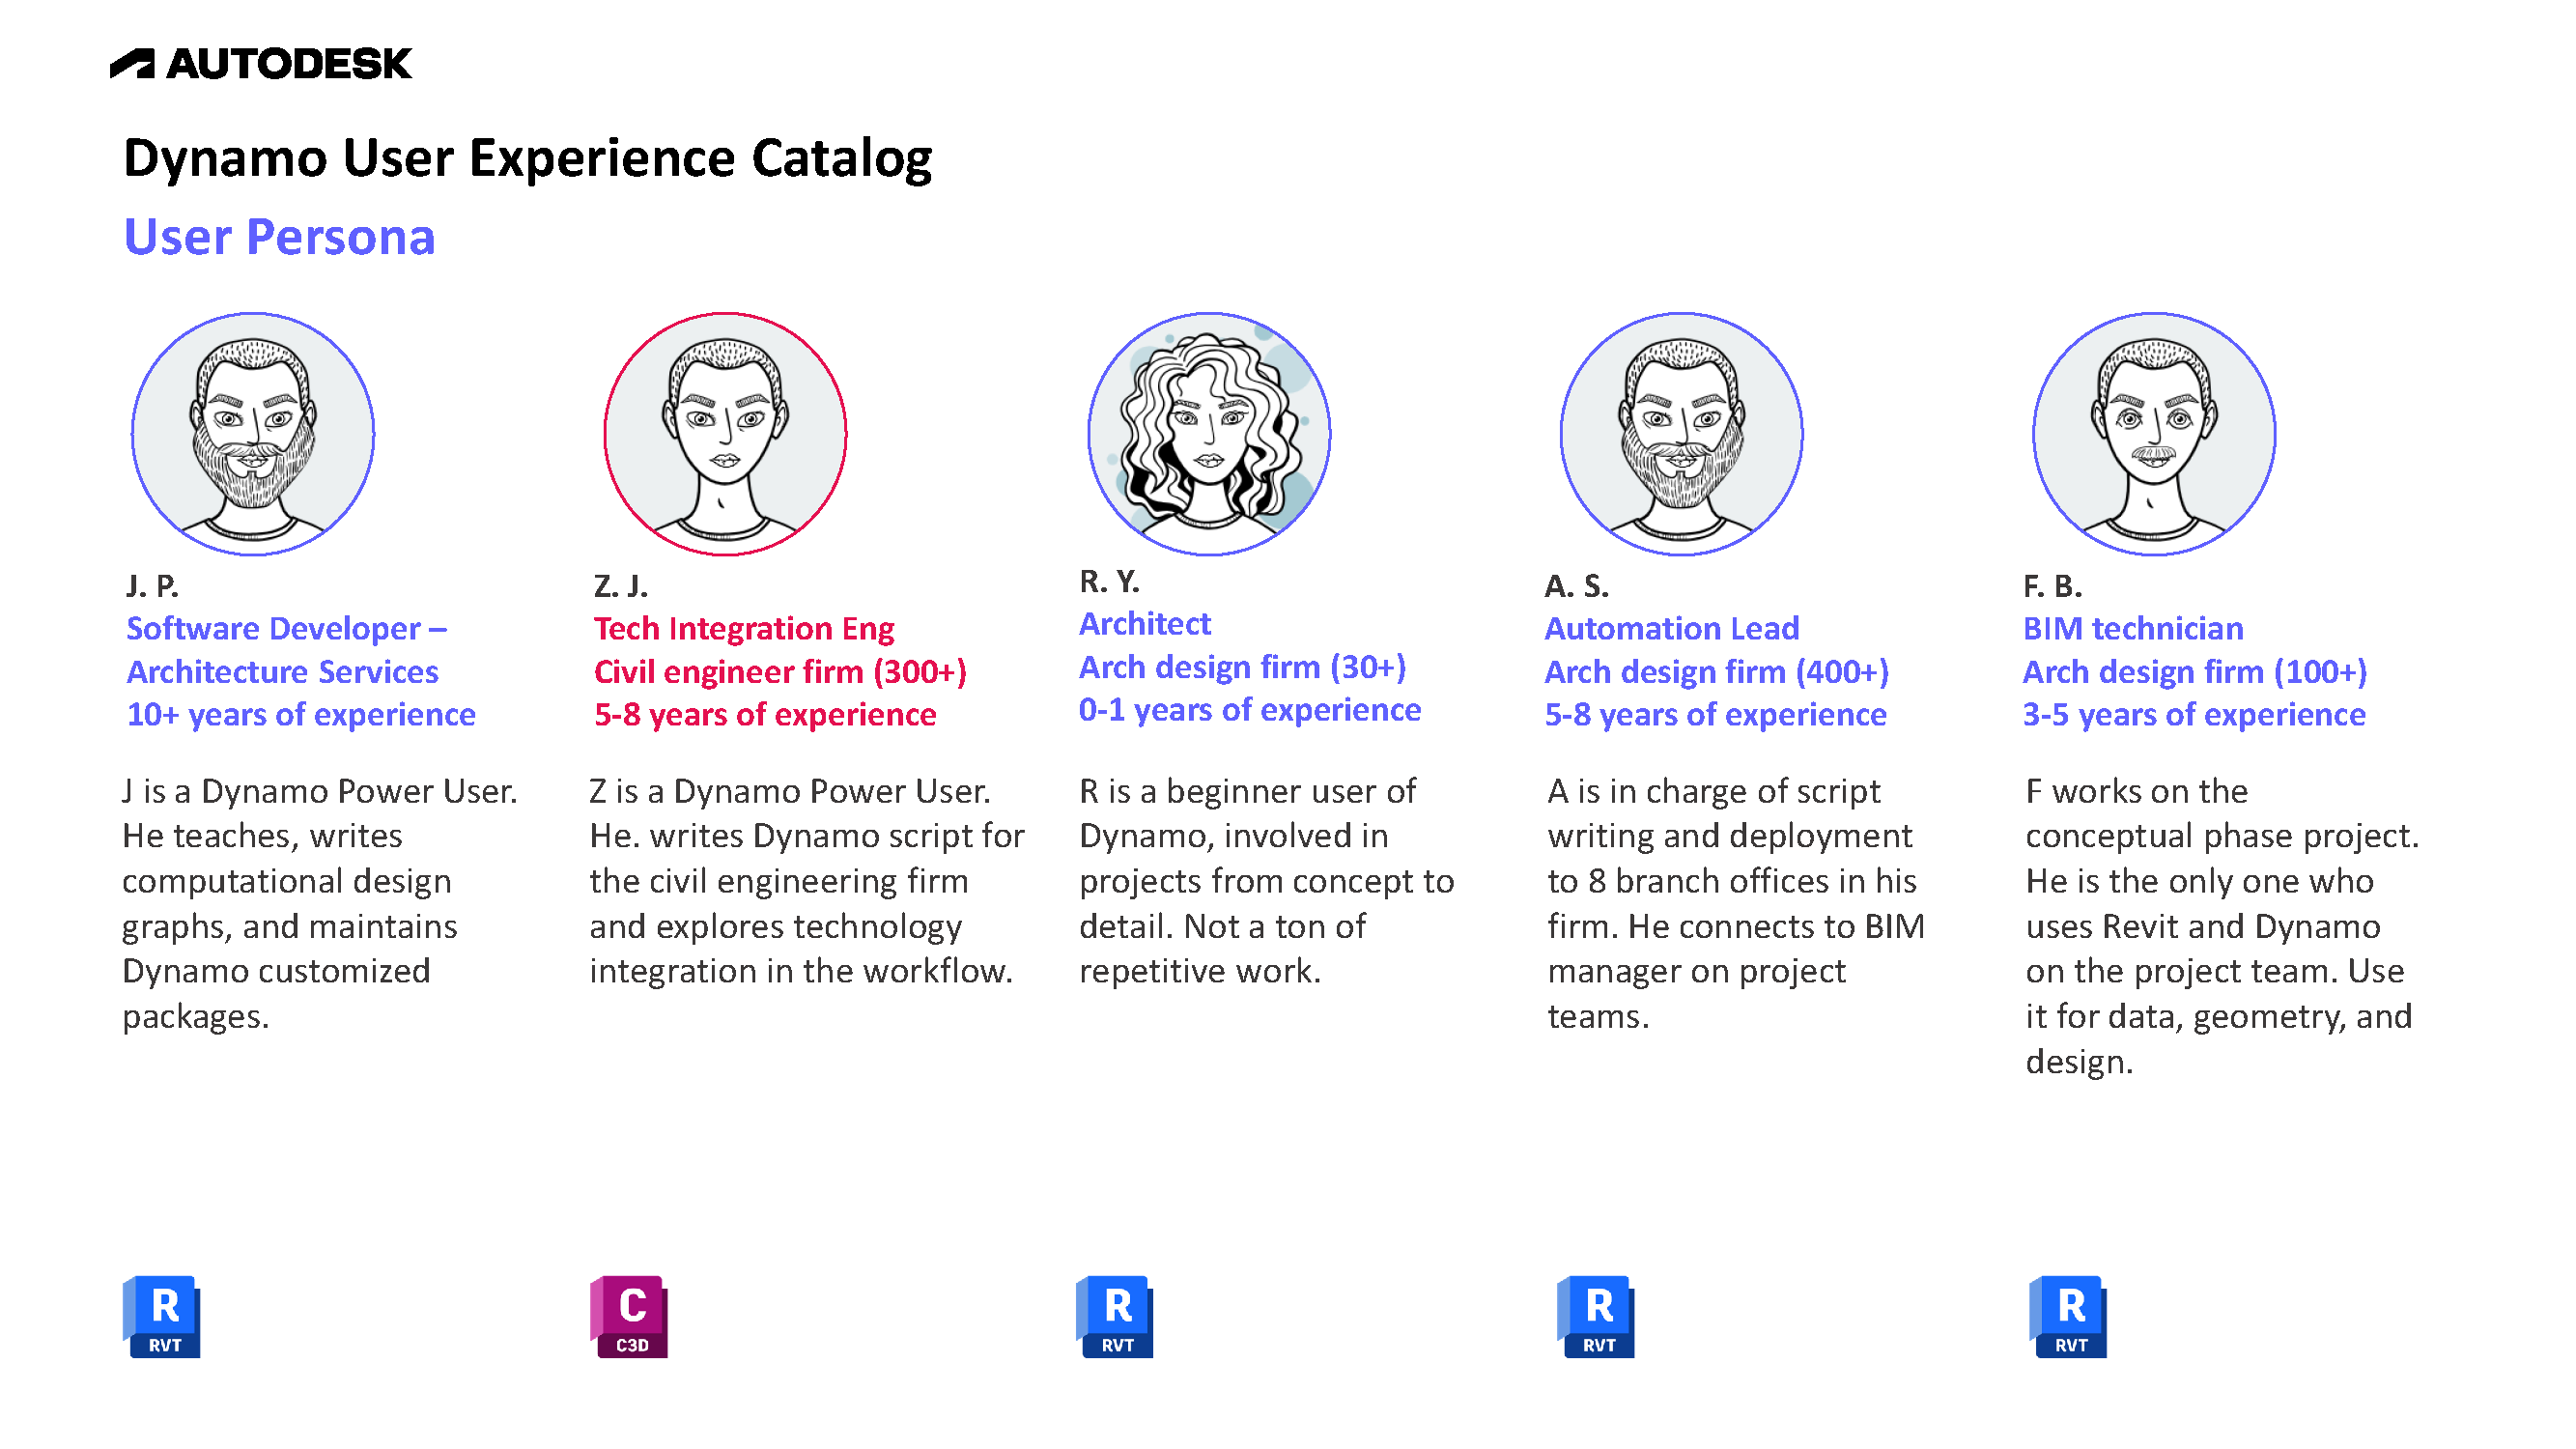 AUTODESK
Dynamo User Experience Catalog
User Persona
J. P.
Software Developer –
Architecture Services
10+ years of experience
J is a Dynamo Power User.
He teaches, writes
computational design
graphs, and maintains
Dynamo customized
packages.
R
RVT
Z. J.
Tech Integration Eng
Civil engineer firm (300+)
5-8 years of experience
Z is a Dynamo Power User.
He. writes Dynamo script for
the civil engineering firm
and explores technology
integration in the workflow.
C
C3D
R. Y.
Architect
Arch design firm (30+)
0-1 years of experience
R is a beginner user of
Dynamo, involved in
projects from concept to
detail. Not a ton of
repetitive work.
R
RVT
A. S.
Automation Lead
Arch design firm (400+)
5-8 years of experience
A is in charge of script
writing and deployment
to 8 branch offices in his
firm. He connects to BIM
manager on project
teams.
R
RVT
F. B.
BIM technician
Arch design firm (100+)
3-5 years of experience
F works on the
conceptual phase project.
He is the only one who
uses Revit and Dynamo
on the project team. Use
it for data, geometry, and
design.
R
RVT